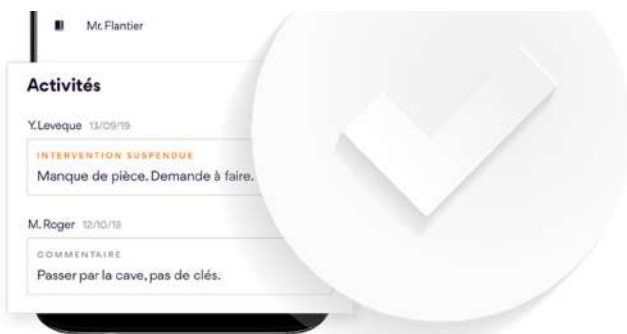 Mr. Flantier
Activités
Y.Leveque 13/09/19
INTERVENTION SUSPENDUE
Manque de pièce. Demande à faire.
M. Roger 12/10/19
COMMENTAIRE
Passer par la cave, pas de clés.